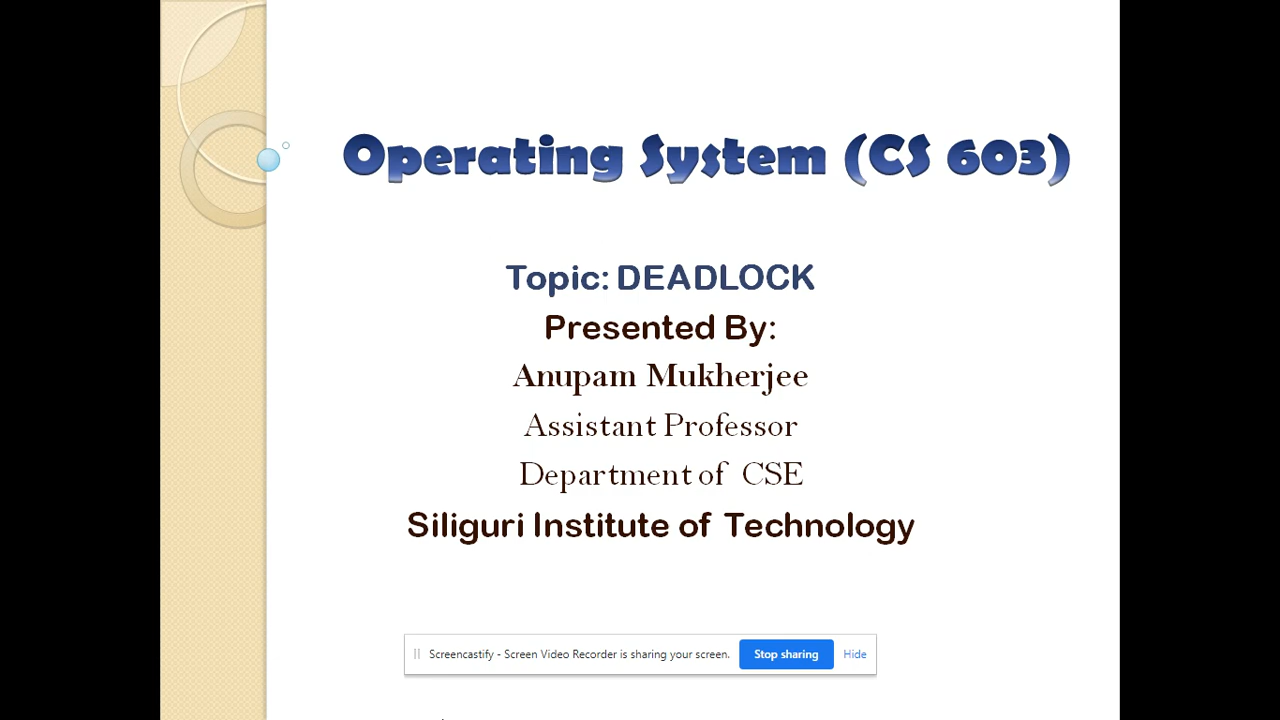 Operating System (CS 603)
Topic: DEADLOCK
Presented By:
Anupam Mukherjee
Assistant Professor
Department of CSE
Siliguri Institute of Technology
Screencastify - Screen Video Recorder is sharing your screen. Stop sharing Hide